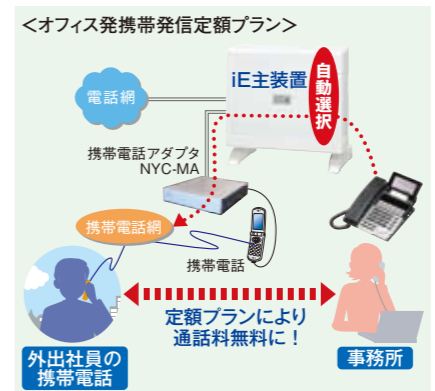 <オフィス発携帯発信定額プラン>
iE主装置
自動選択
電話網
携帯電話アダプタ
NYC-MA
携帯電話網
携帯電話
定額プランにより
通話料無料に！
外出社員の
携帯電話
事務所